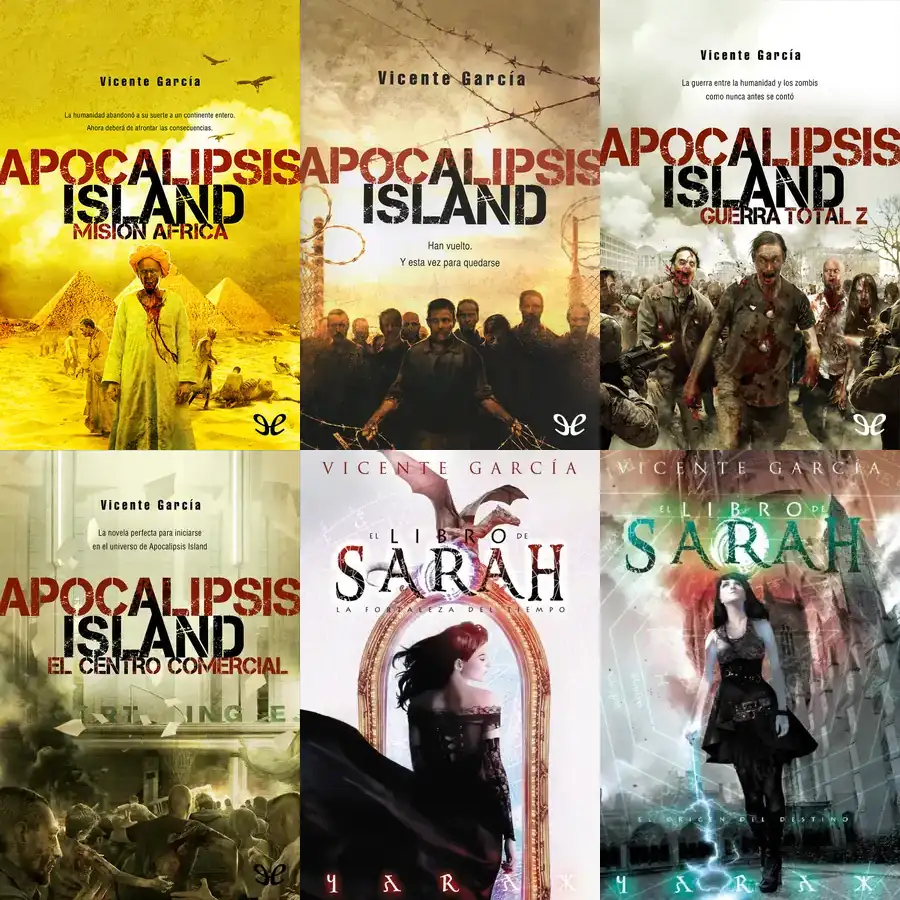 Vicente García
La humanidad abandonó a su suerte a un continente entero.
Ahora deberá de afrontar las consecuencias.
APOCALIPSIS
ISLAND
MISIÓN ÁFRICA
Vicente García
APOCALIPSIS
ISLAND
Han vuelto.
Y esta vez para quedarse
Vicente García
La guerra entre la humanidad y los zombis
como nunca antes se contó
APOCALIPSIS
ISLAND
GUERRA TOTAL Z
Vicente García
La novela perfecta para iniciarse
en el universo de Apocalipsis Island
APOCALIPSIS
ISLAND
EL CENTRO COMERCIAL
VICENTE GARCÍA
EL LIBRO DE
SARAH
LA FORTALEZA DEL TIEMPO
VICENTE GARCÍA
EL LIBRO DE
SARAH
EL ORIGEN DEL DESTINO